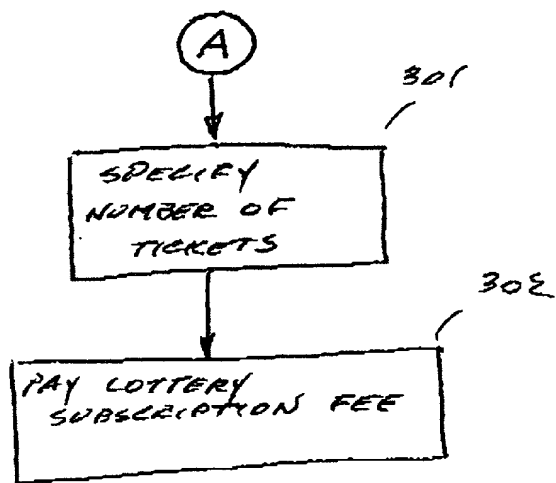 A
301
SPECIFY
NUMBER OF
TICKETS
302
PAY LOTTERY
SUBSCRIPTION FEE